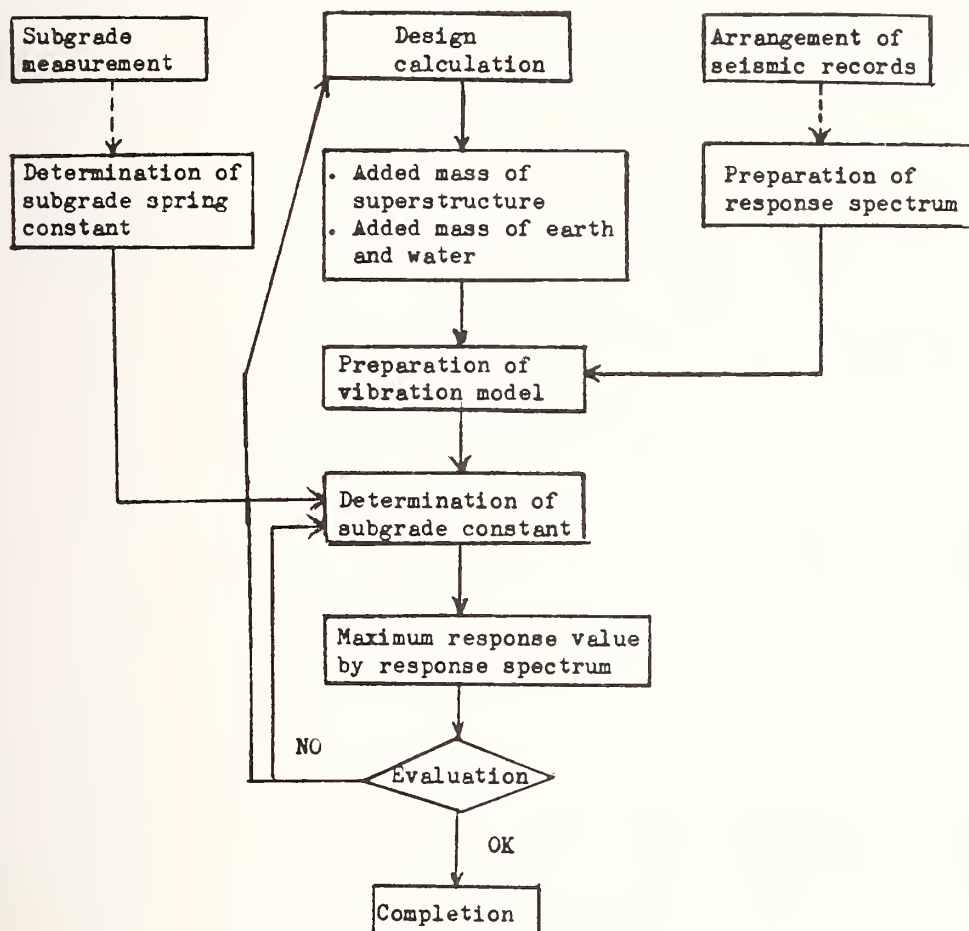 Subgrade
measurement
Design
calculation
Arrangement of
seismic records
Determination of
subgrade spring
constant
. Added mass of
superstructure
. Added mass of earth
and water
Preparation of
response spectrum
Preparation of
vibration model
Determination of
subgrade constant
Maximum response value
by response spectrum
NO
Evaluation
OK
Completion